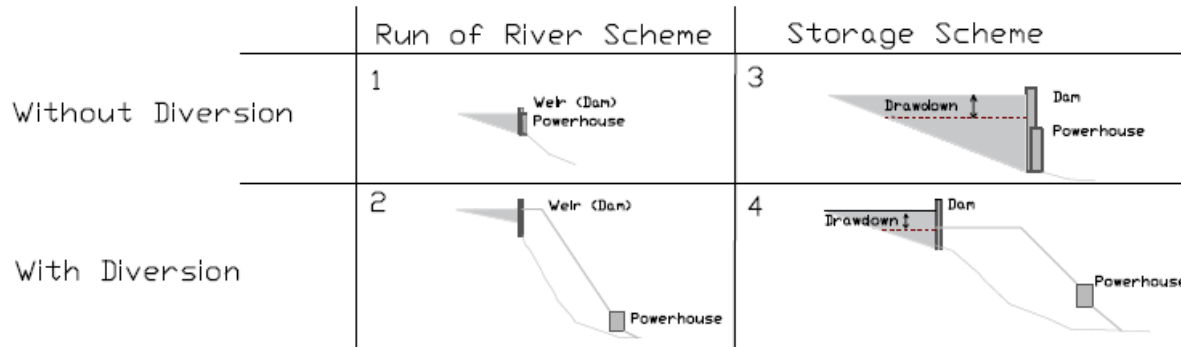 Run of River Scheme
Storage Scheme
Without Diversion
1
Weir (Dam)
Powerhouse
3
Drawdown
Dam
Powerhouse
With Diversion
2
Weir (Dam)
Powerhouse
4
Drawdown
Dam
Powerhouse